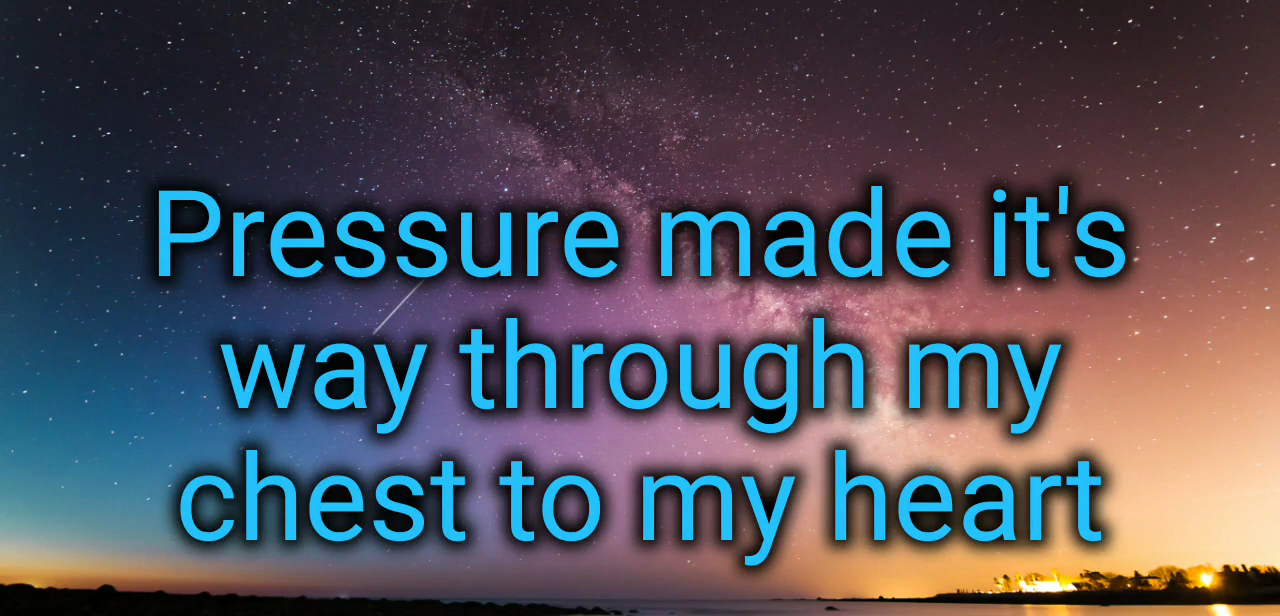 Pressure made it's
way through my
chest to my heart